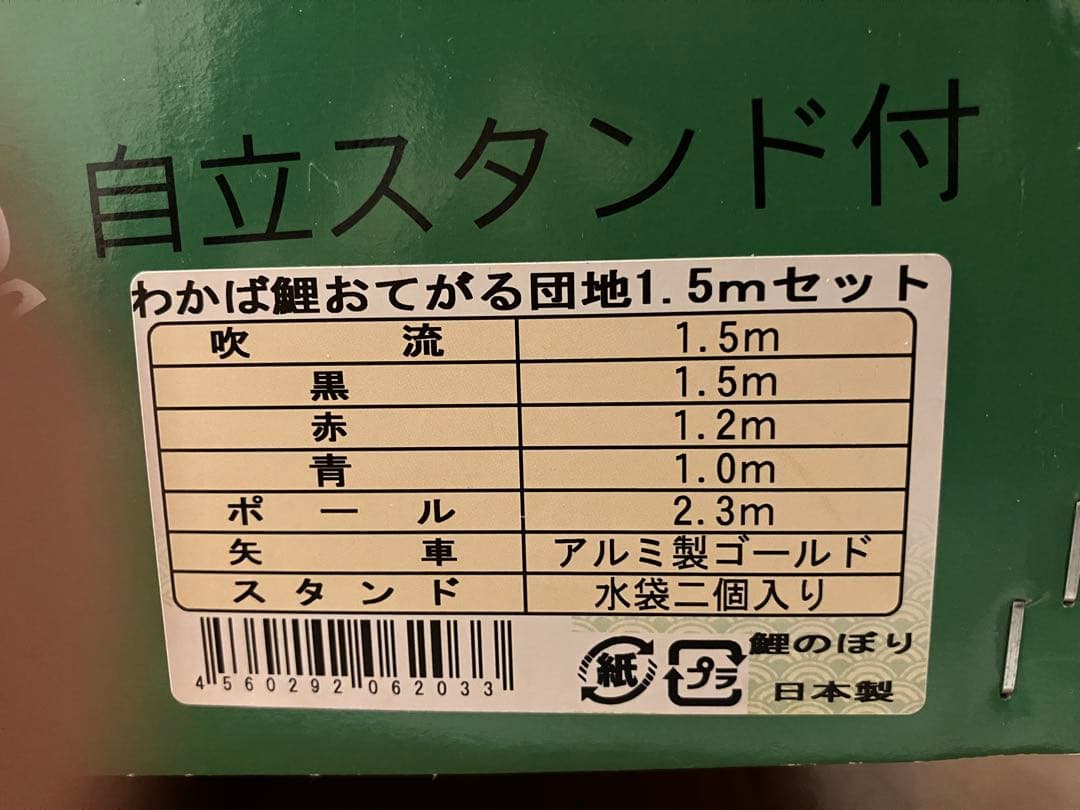 自立スタンド付
わかば鯉おてがる団地1.5mセット
吹流 1.5m
黒 1.5m
赤 1.2m
青 1.0m
ポール 2.3m
矢車 アルミ製ゴールド
スタンド 水袋二個入り
4560292062033
紙 プラ
鯉のぼり
日本製